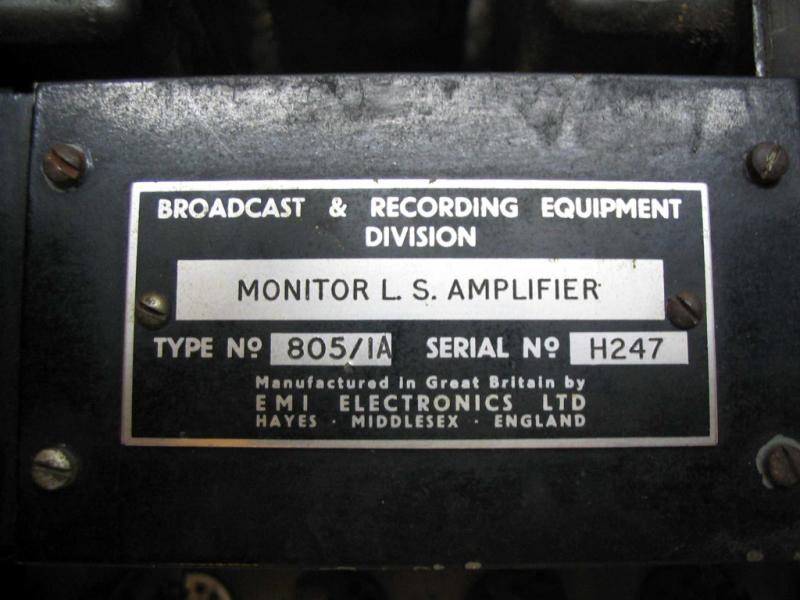 BROADCAST & RECORDING EQUIPMENT
DIVISION
MONITOR L. S. AMPLIFIER
TYPE Nº 805/1A SERIAL Nº H247
Manufactured in Great Britain by
EMI ELECTRONICS LTD
HAYES · MIDDLESEX · ENGLAND